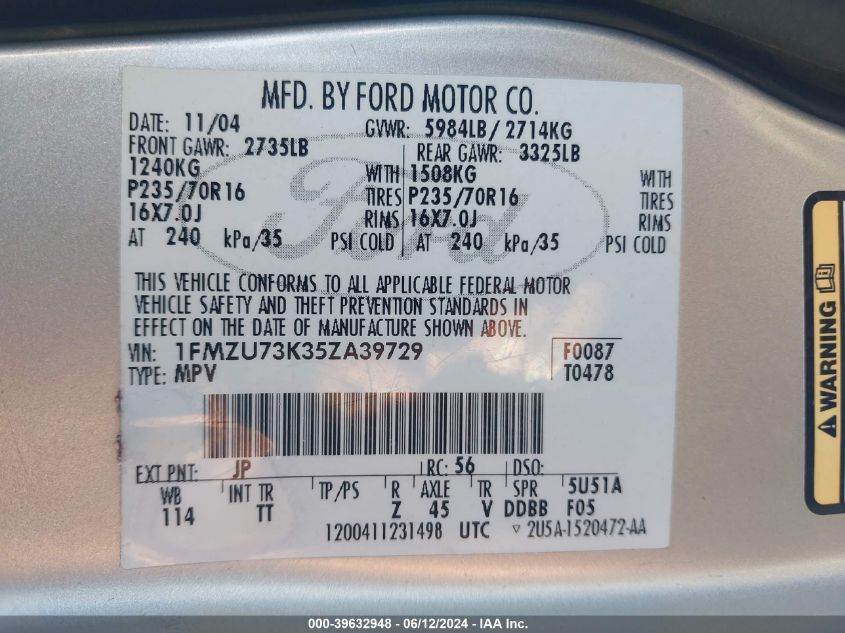 MFD. BY FORD MOTOR CO.
DATE: 11/04 GVWR: 5984LB/ 2714KG
FRONT GAWR: 2735LB REAR GAWR: 3325LB
1240KG WITH 1508KG WITH
P235/70R16 TIRES P235/70R16 TIRES
16X7.0J RIMS 16X7.0J RIMS
AT 240 kPa/35 PSI COLD AT 240 kPa/35 PSI COLD
Ford
THIS VEHICLE CONFORMS TO ALL APPLICABLE FEDERAL MOTOR
VEHICLE SAFETY AND THEFT PREVENTION STANDARDS IN
EFFECT ON THE DATE OF MANUFACTURE SHOWN ABOVE.
VIN: 1FMZU73K35ZA39729 F0087
TYPE: MPV T0478
EXT PNT: JP RC: 56 DSO:
WB INT TR TP/PS R AXLE TR SPR 5U51A
114 TT Z 45 V DDBB F05
1200411231498 UTC ▽ 2U5A-1520472-AA
WARNING
000-39632948 - 06/12/2024 - IAA Inc.